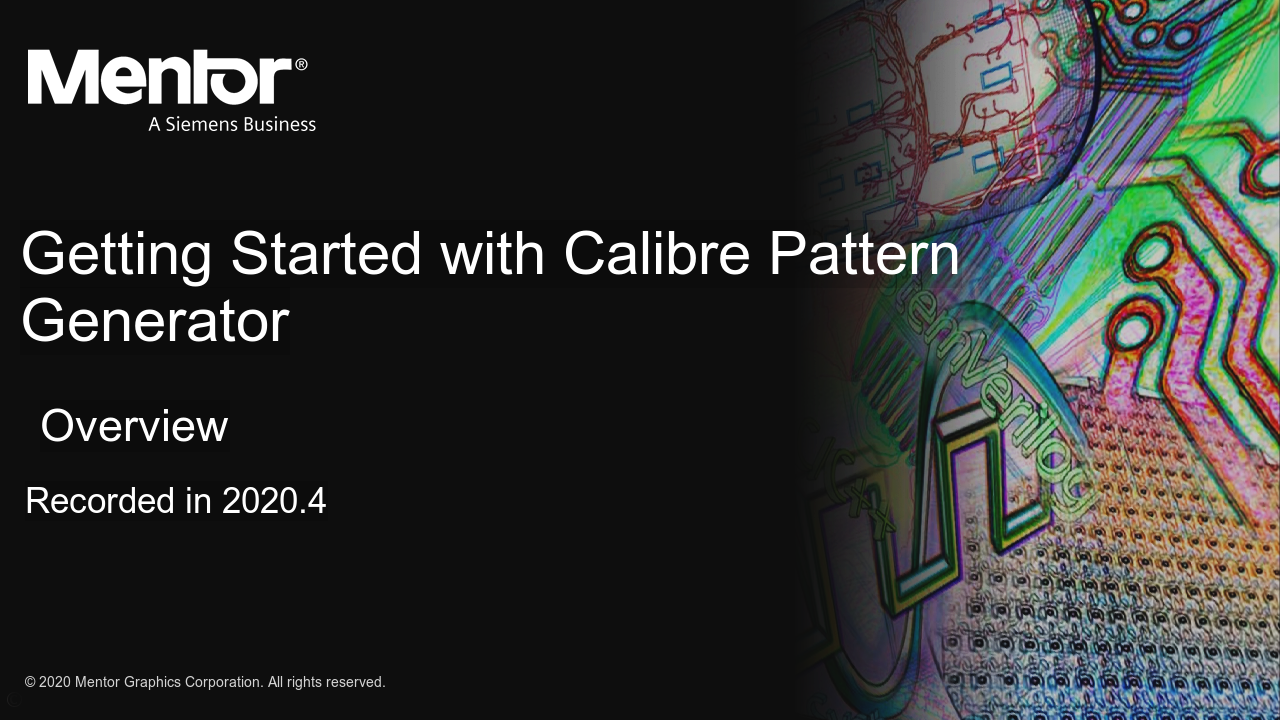 Mentor®
A Siemens Business
Getting Started with Calibre Pattern
Generator
Overview
Recorded in 2020.4
© 2020 Mentor Graphics Corporation. All rights reserved.
temVerilog
C++